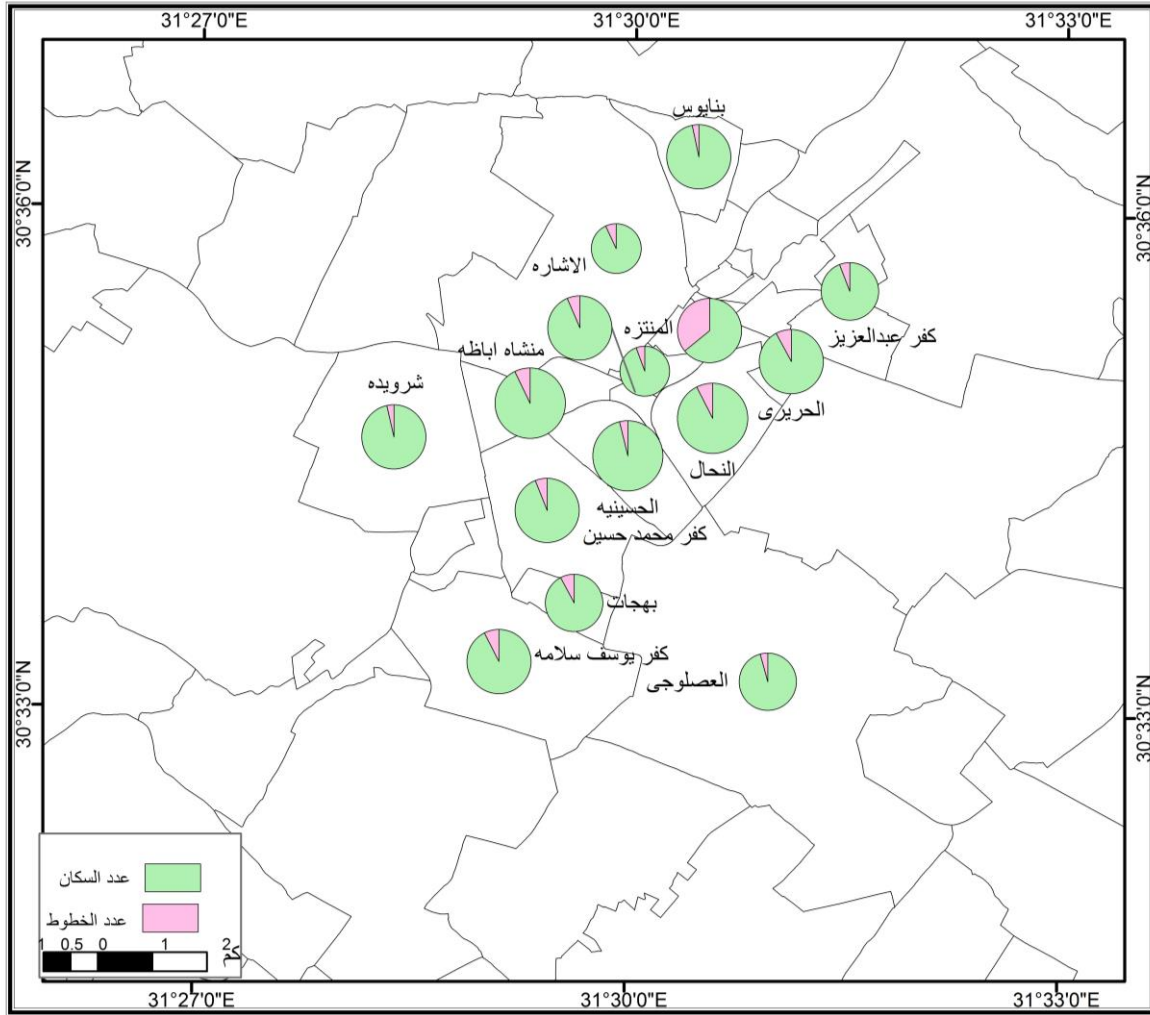 31°27'0"E 31°30'0"E 31°33'0"E
بنايوس
30°36'0"N 30°36'0"N
الاشاره
كفر عبدالعزيز
المنتزه
منشاه اباظه
شرويده
الحريرى
النحال
الحسينيه
كفر محمد حسين
بهجات
كفر يوسف سلامه
العصلوجى
30°33'0"N 30°33'0"N
عدد السكان
عدد الخطوط
1 0.5 0 1 2
كم
31°27'0"E 31°30'0"E 31°33'0"E